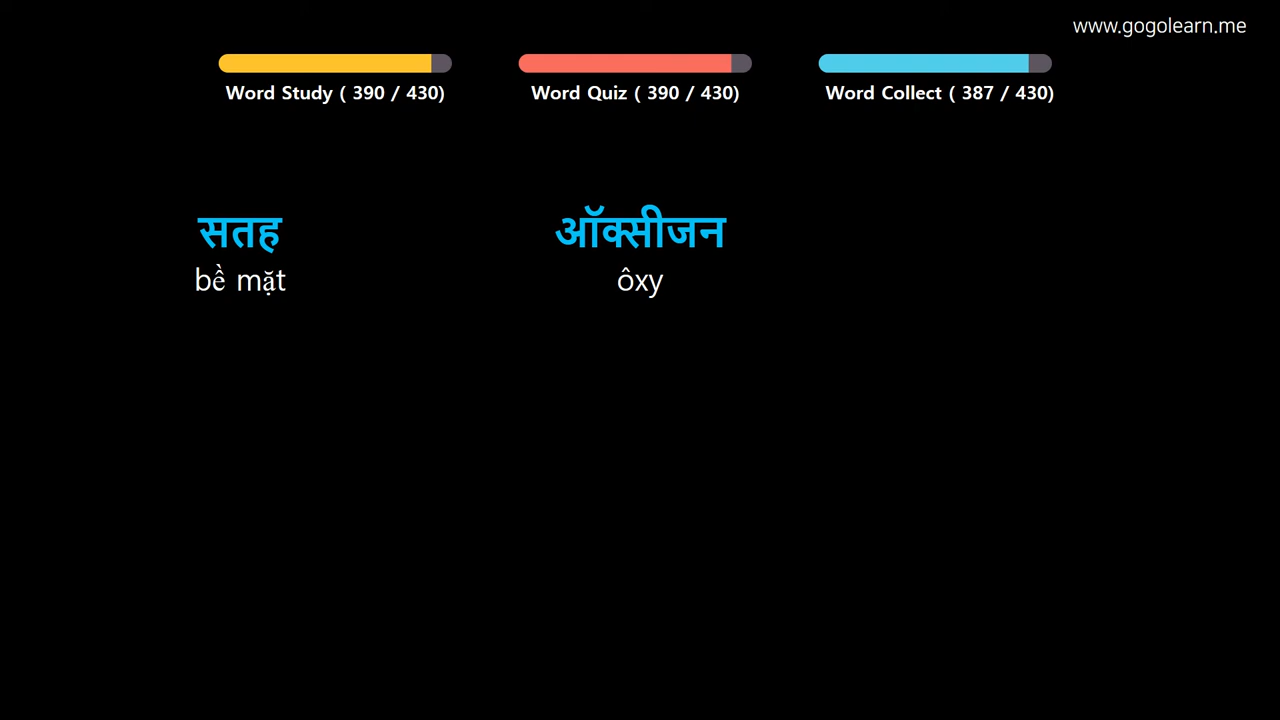 www.gogolearn.me
Word Study ( 390 / 430)
Word Quiz ( 390 / 430)
Word Collect ( 387 / 430)
सतह
bề mặt
ऑक्सीजन
ôxy